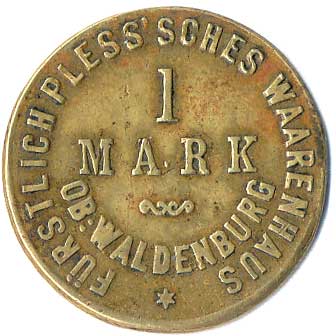 FÜRSTLICH PLESS'SCHES WAARENHAUS
1
MARK
OB: WALDENBURG